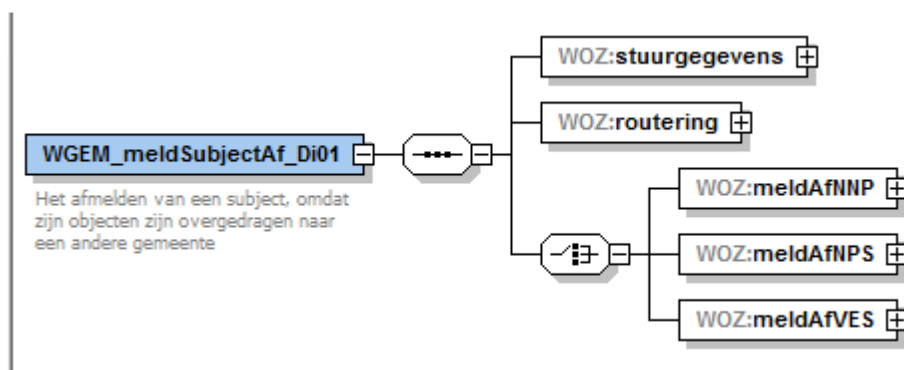 WOZ:stuurgegevens
WOZ:routering
WGEM_meldSubjectAf_Di01
Het afmelden van een subject, omdat
zijn objecten zijn overgedragen naar
een andere gemeente
WOZ:meldAfNNP
WOZ:meldAfNPS
WOZ:meldAfVES